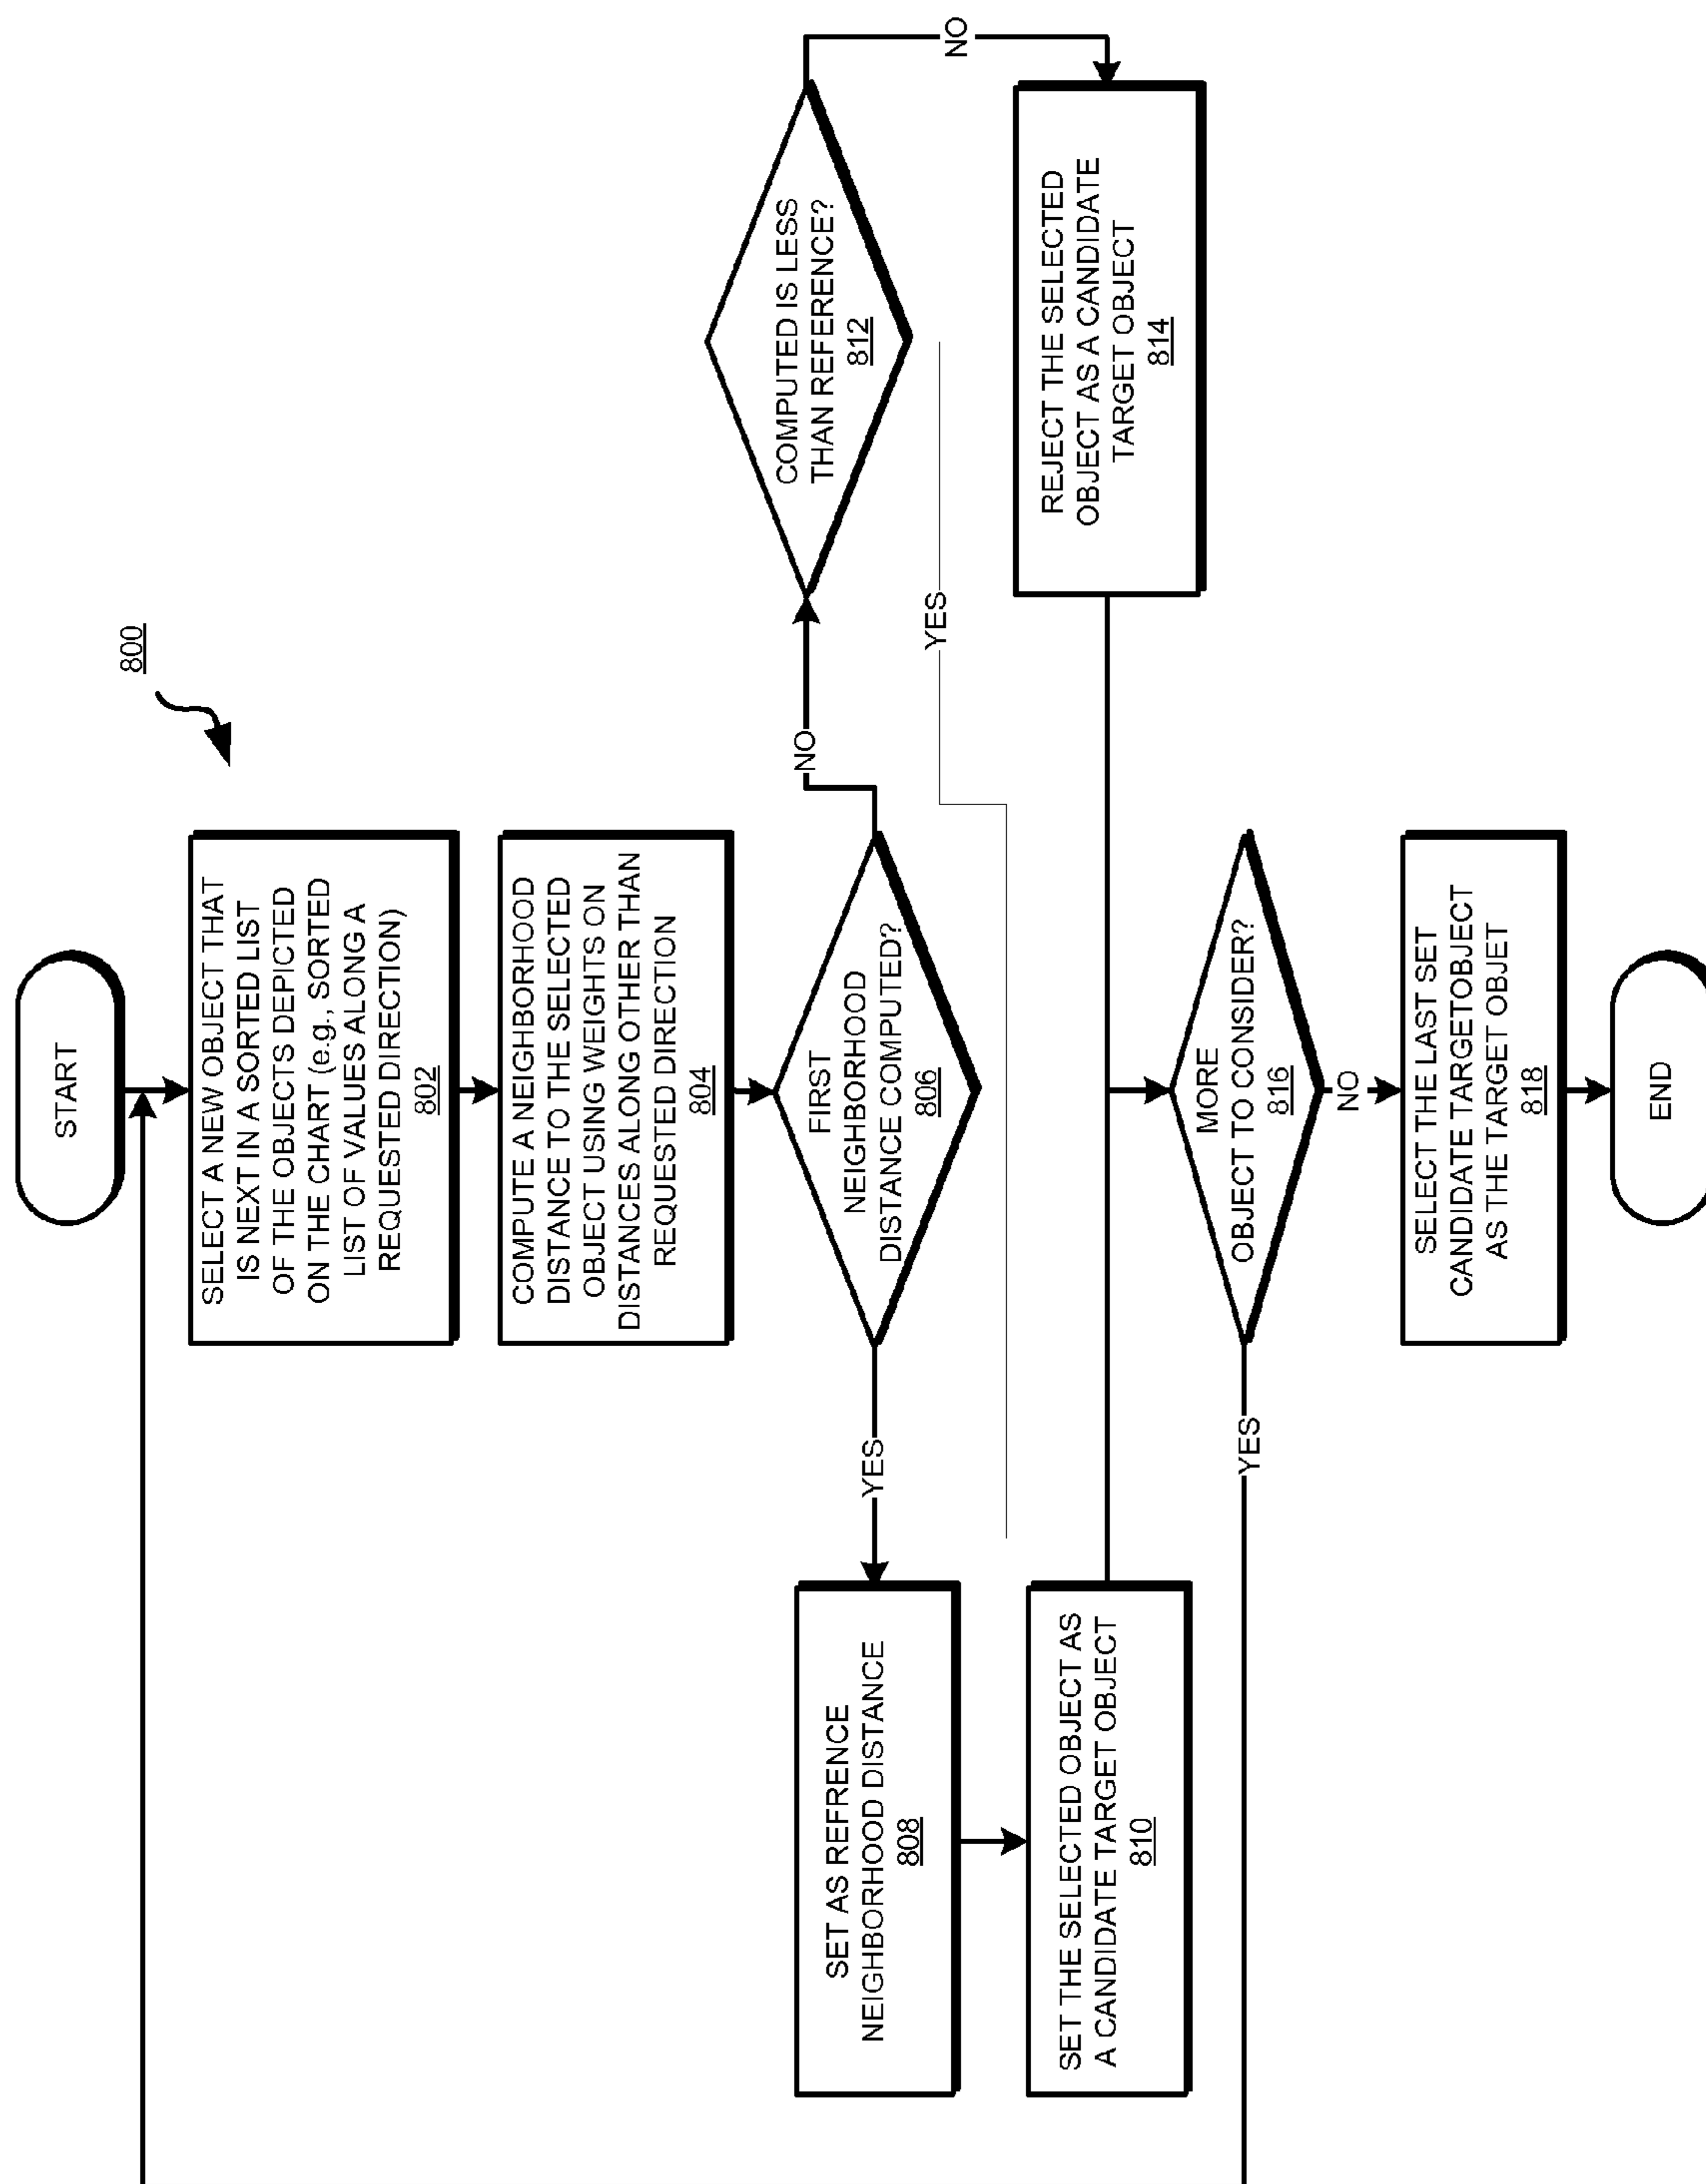 800
START
SELECT A NEW OBJECT THAT
IS NEXT IN A SORTED LIST
OF THE OBJECTS DEPICTED
ON THE CHART (e.g., SORTED
LIST OF VALUES ALONG A
REQUESTED DIRECTION)
802
COMPUTE A NEIGHBORHOOD
DISTANCE TO THE SELECTED
OBJECT USING WEIGHTS ON
DISTANCES ALONG OTHER THAN
REQUESTED DIRECTION
804
FIRST
NEIGHBORHOOD
DISTANCE COMPUTED?
806
YES
NO
SET AS REFRENCE
NEIGHBORHOOD DISTANCE
808
COMPUTED IS LESS
THAN REFERENCE?
812
YES
NO
SET THE SELECTED OBJECT AS
A CANDIDATE TARGET OBJECT
810
REJECT THE SELECTED
OBJECT AS A CANDIDATE
TARGET OBJECT
814
MORE
OBJECT TO CONSIDER?
816
YES
NO
SELECT THE LAST SET
CANDIDATE TARGETOBJECT
AS THE TARGET OBJET
818
END